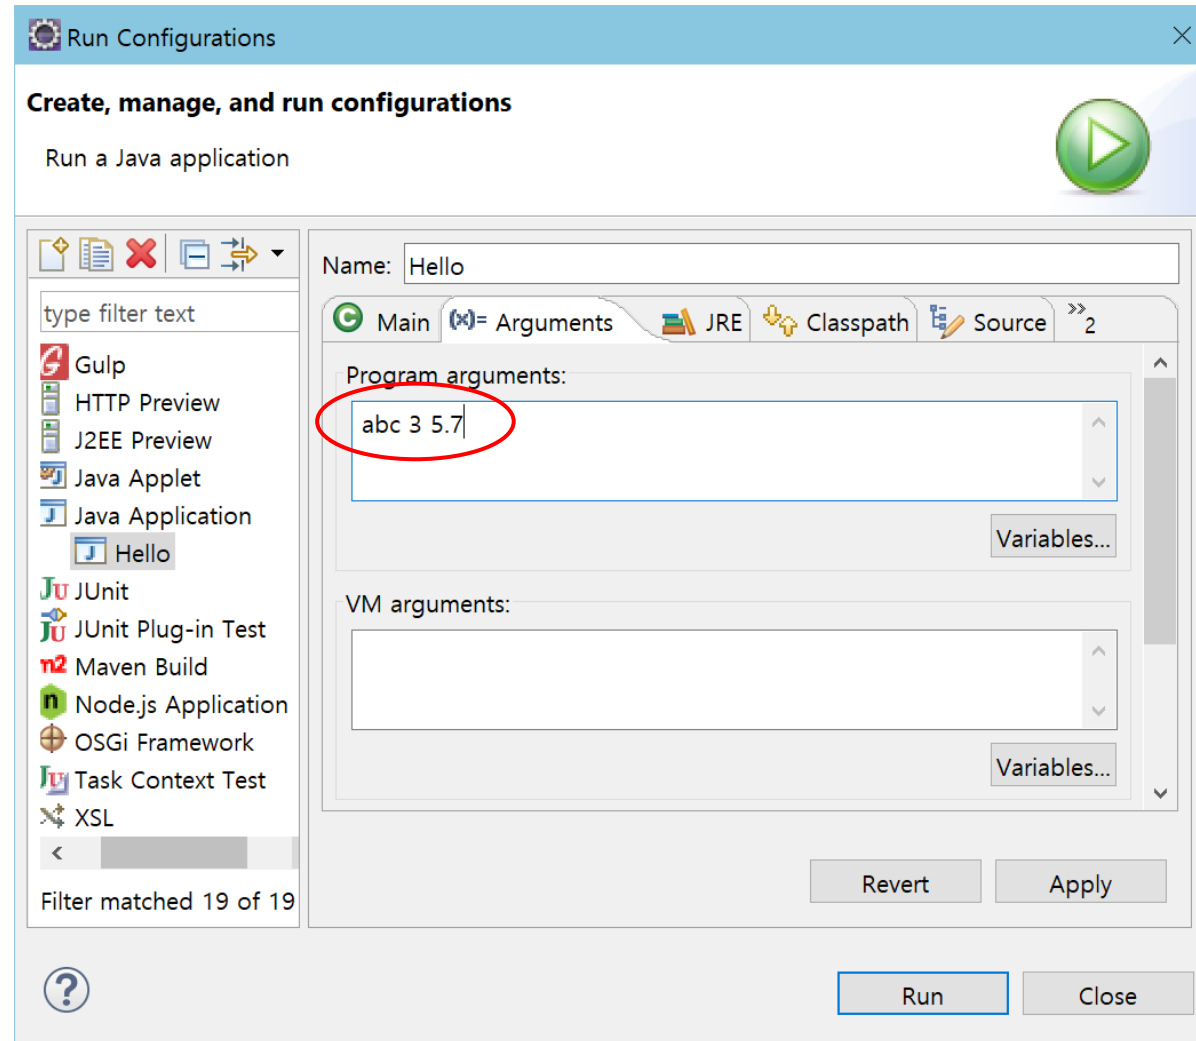 Run Configurations
Create, manage, and run configurations
Run a Java application
type filter text
Gulp
HTTP Preview
J2EE Preview
Java Applet
Java Application
Hello
JUnit
JUnit Plug-in Test
Maven Build
Node.js Application
OSGi Framework
Task Context Test
XSL
Filter matched 19 of 19
Name: Hello
Main (x)= Arguments JRE Classpath Source »2
Program arguments:
abc 3 5.7
Variables...
VM arguments:
Variables...
Revert Apply
Run Close